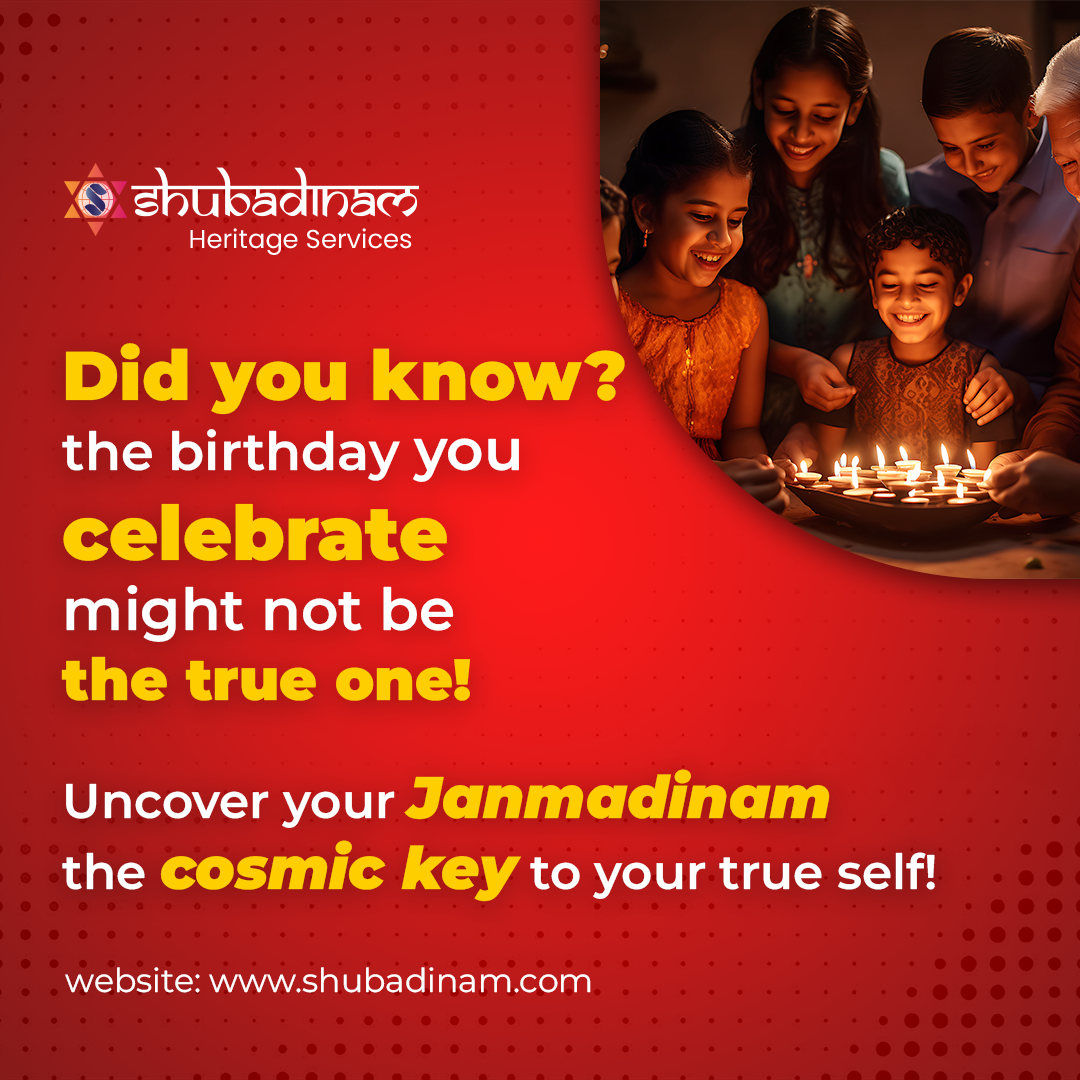 shubadinam
Heritage Services
Did you know?
the birthday you
celebrate
might not be
the true one!
Uncover your Janmadinam
the cosmic key to your true self!
website: www.shubadinam.com